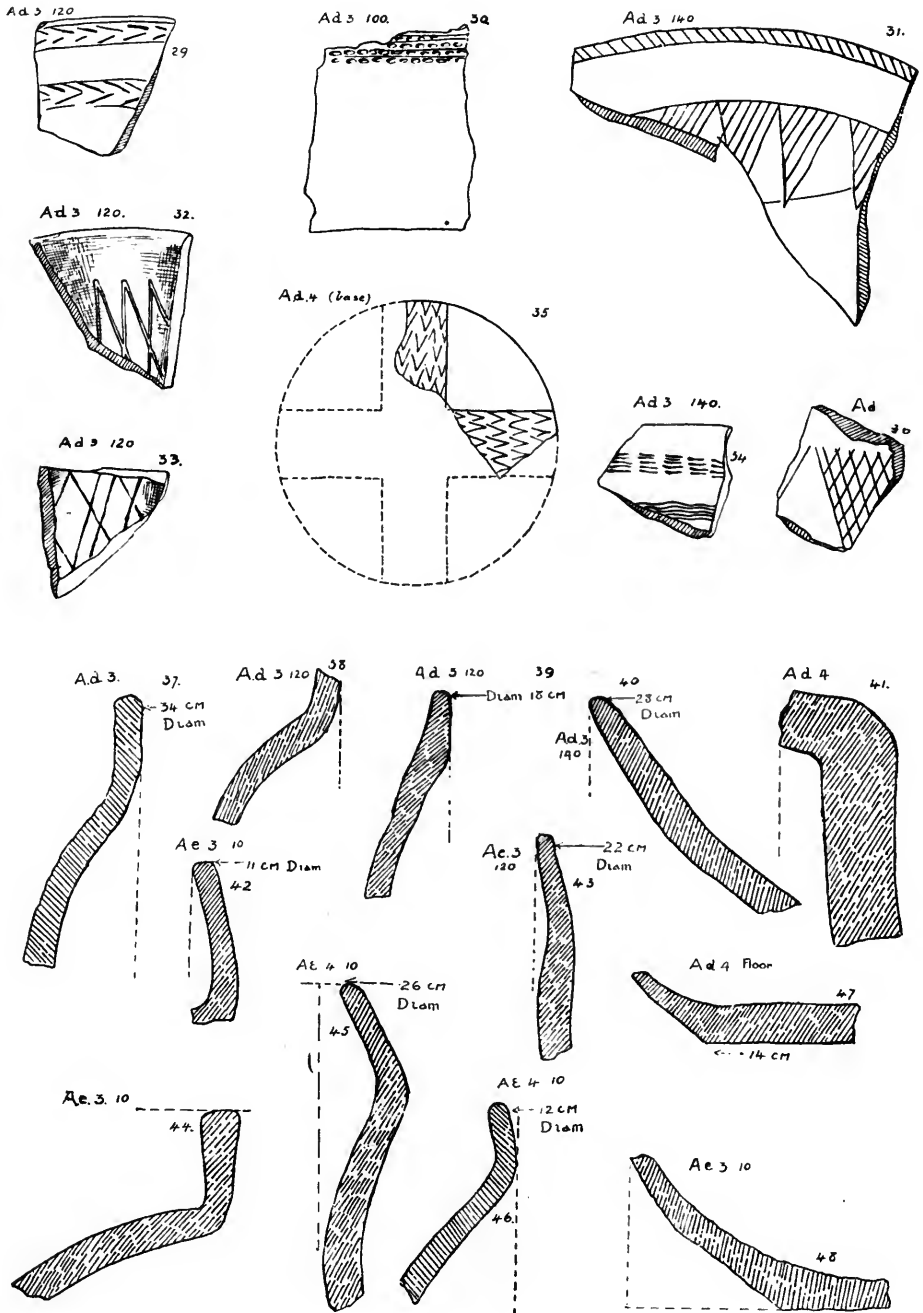 Ad 3 120
29
Ad 3 100.
30
Ad 3 140
31.
Ad 3 120.
32.
Ad.4 (base)
35
Ad 3 120
33.
Ad 3 140.
34
Ad
30
Ad 3.
37.
34 CM
Diam
Ad 3 120
38
Ad 3 120
39
Diam 18 CM
40
28 CM
Diam
Ad.3
140
Ad 4
41.
Ae 3 10
11 CM Diam
42
Ae.3
120
22 CM
Diam
43
AE 4 10
26 CM
Diam
45
Ad 4 Floor
47
14 CM
Ae. 3. 10
44.
AE 4 10
12 CM
Diam
46.
Ae 3 10
48